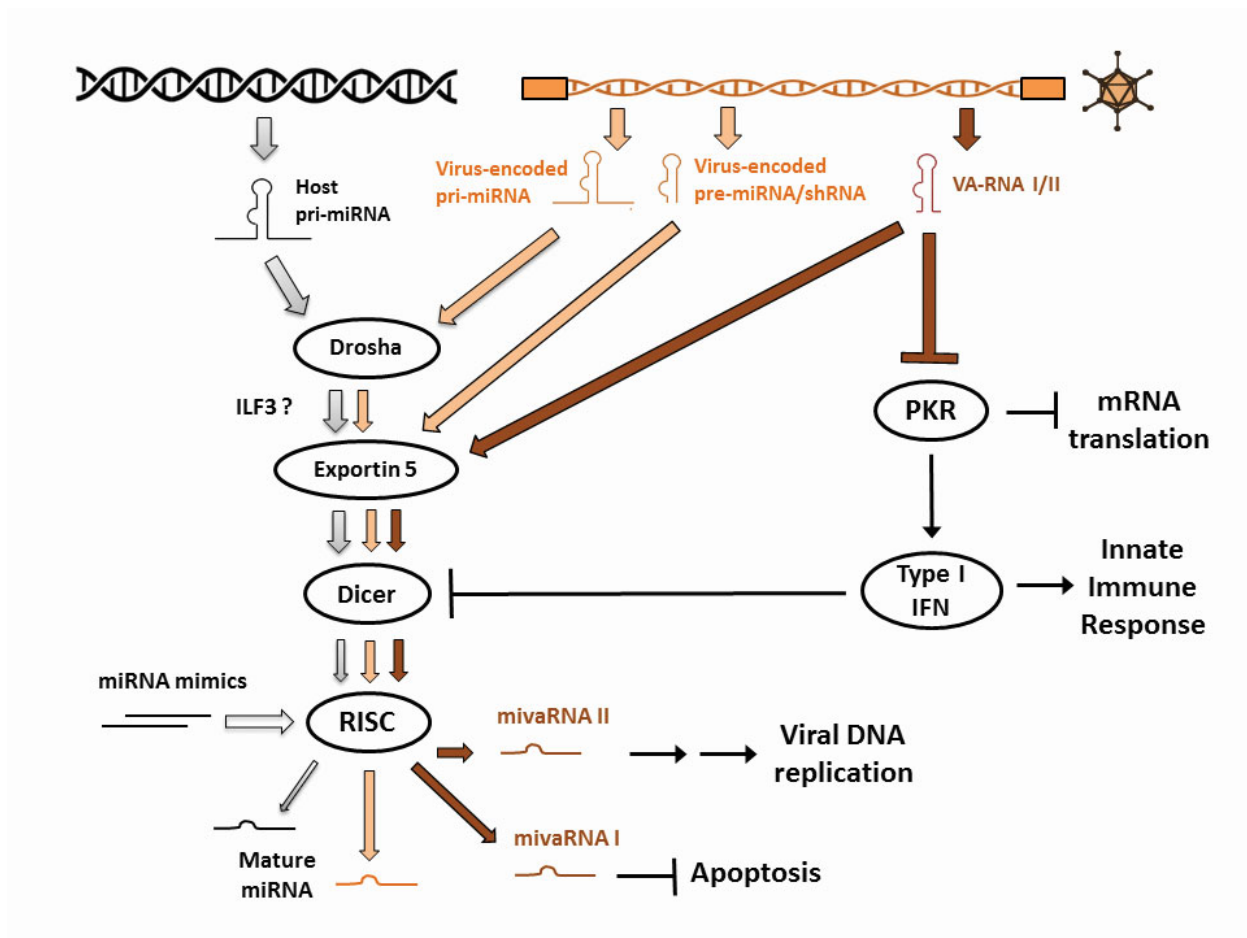 Host
pri-miRNA
Virus-encoded
pri-miRNA
Virus-encoded
pre-miRNA/shRNA
VA-RNA I/II
Drosha
ILF3 ?
Exportin 5
PKR
mRNA
translation
Dicer
Type I
IFN
Innate
Immune
Response
miRNA mimics
RISC
mivaRNA II
Viral DNA
replication
mivaRNA I
Mature
miRNA
Apoptosis